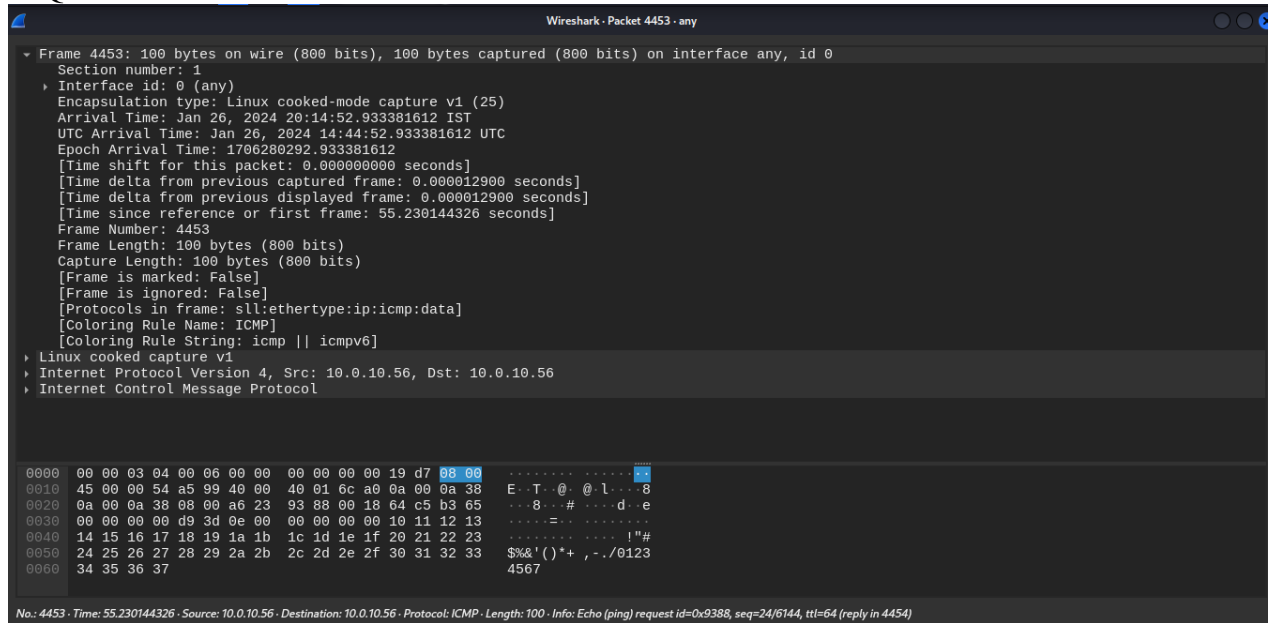 Wireshark · Packet 4453 · any
Frame 4453: 100 bytes on wire (800 bits), 100 bytes captured (800 bits) on interface any, id 0
Section number: 1
Interface id: 0 (any)
Encapsulation type: Linux cooked-mode capture v1 (25)
Arrival Time: Jan 26, 2024 20:14:52.933381612 IST
UTC Arrival Time: Jan 26, 2024 14:44:52.933381612 UTC
Epoch Arrival Time: 1706280292.933381612
[Time shift for this packet: 0.000000000 seconds]
[Time delta from previous captured frame: 0.000012900 seconds]
[Time delta from previous displayed frame: 0.000012900 seconds]
[Time since reference or first frame: 55.230144326 seconds]
Frame Number: 4453
Frame Length: 100 bytes (800 bits)
Capture Length: 100 bytes (800 bits)
[Frame is marked: False]
[Frame is ignored: False]
[Protocols in frame: sll:ethertype:ip:icmp:data]
[Coloring Rule Name: ICMP]
[Coloring Rule String: icmp || icmpv6]
Linux cooked capture v1
Internet Protocol Version 4, Src: 10.0.10.56, Dst: 10.0.10.56
Internet Control Message Protocol
0000 00 00 03 04 00 06 00 00 00 00 00 00 19 d7 08 00 ········ ········
0010 45 00 00 54 a5 99 40 00 40 01 6c a0 0a 00 0a 38 E··T··@· @·l····8
0020 0a 00 0a 38 08 00 a6 23 93 88 00 18 64 c5 b3 65 ···8···# ····d··e
0030 00 00 00 00 d9 3d 0e 00 00 00 00 00 10 11 12 13 ·····=·· ········
0040 14 15 16 17 18 19 1a 1b 1c 1d 1e 1f 20 21 22 23 ········ ···· !"#
0050 24 25 26 27 28 29 2a 2b 2c 2d 2e 2f 30 31 32 33 $%&'()*+ ,-./0123
0060 34 35 36 37 4567
No.: 4453 · Time: 55.230144326 · Source: 10.0.10.56 · Destination: 10.0.10.56 · Protocol: ICMP · Length: 100 · Info: Echo (ping) request id=0x9388, seq=24/6144, ttl=64 (reply in 4454)